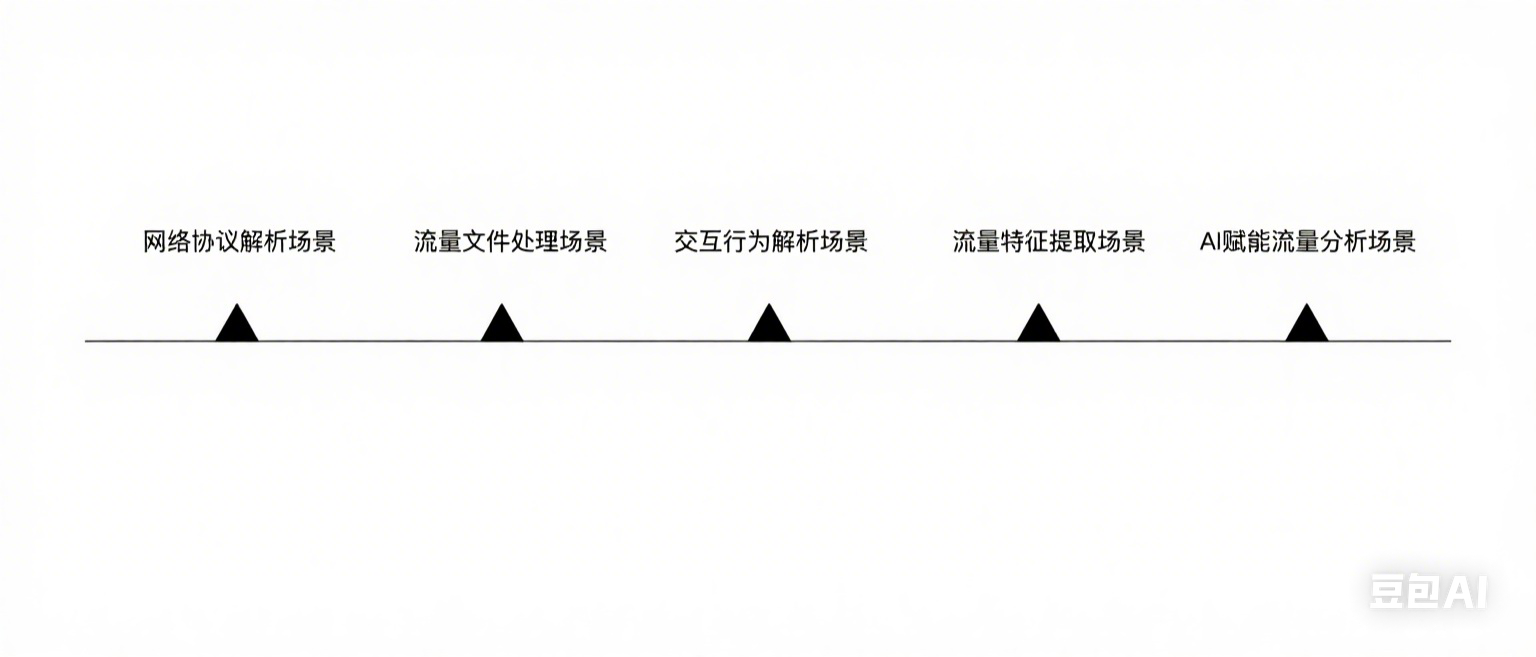 网络协议解析场景
流量文件处理场景
交互行为解析场景
流量特征提取场景
AI赋能流量分析场景
豆包AI